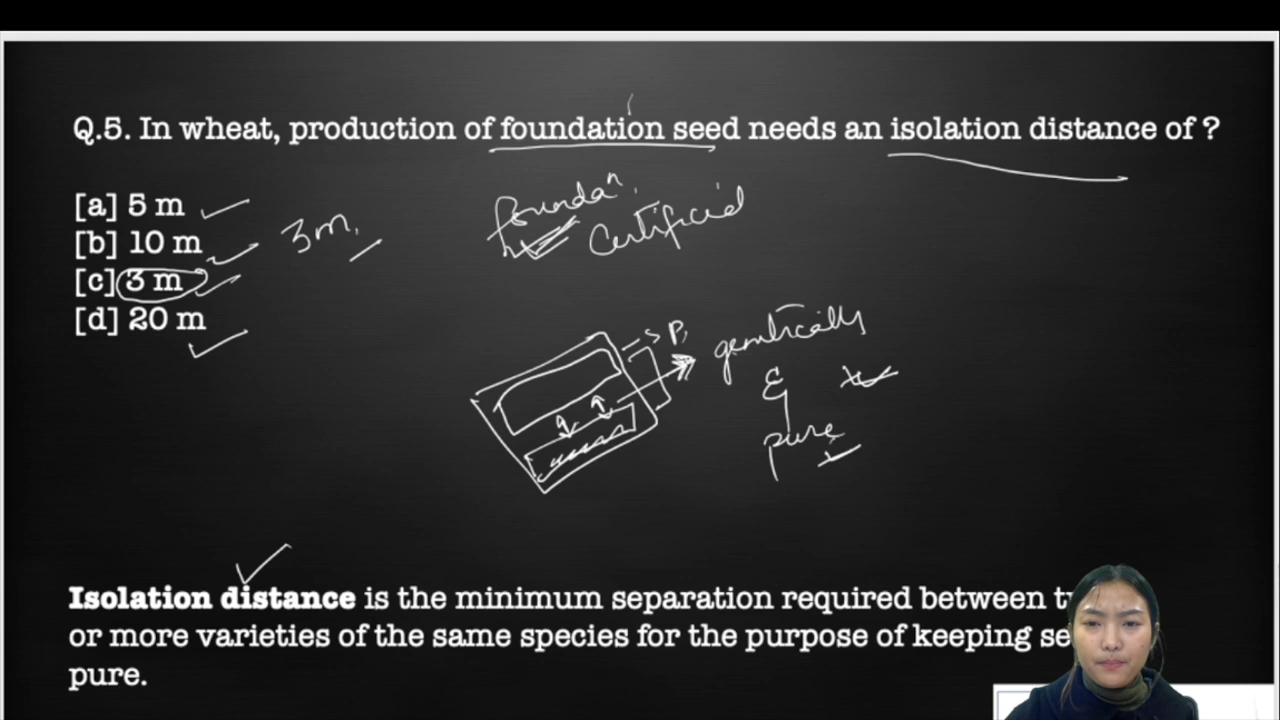 Q.5. In wheat, production of foundation seed needs an isolation distance of ?
[a] 5 m
[b] 10 m
[c] 3 m
[d] 20 m
3m.
foundaⁿ.
Certificid
P,
genetically
&
pure
Isolation distance is the minimum separation required between
or more varieties of the same species for the purpose of keeping
pure.